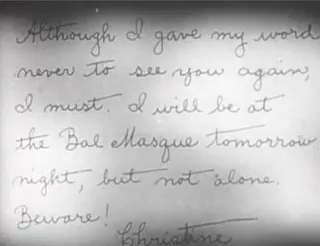 Although I gave my word
never to see you again,
I must. I will be at
the Bal Masque tomorrow
night, but not alone.
Beware!
Christine